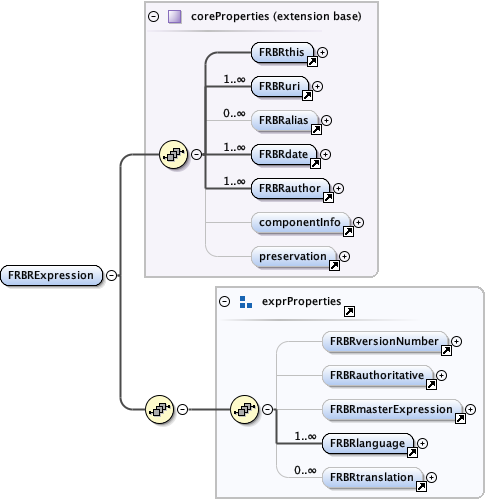 coreProperties (extension base)
FRBRthis
1..∞
FRBRuri
0..∞
FRBRalias
1..∞
FRBRdate
1..∞
FRBRauthor
componentInfo
preservation
FRBRExpression
exprProperties
FRBRversionNumber
FRBRauthoritative
FRBRmasterExpression
1..∞
FRBRlanguage
0..∞
FRBRtranslation